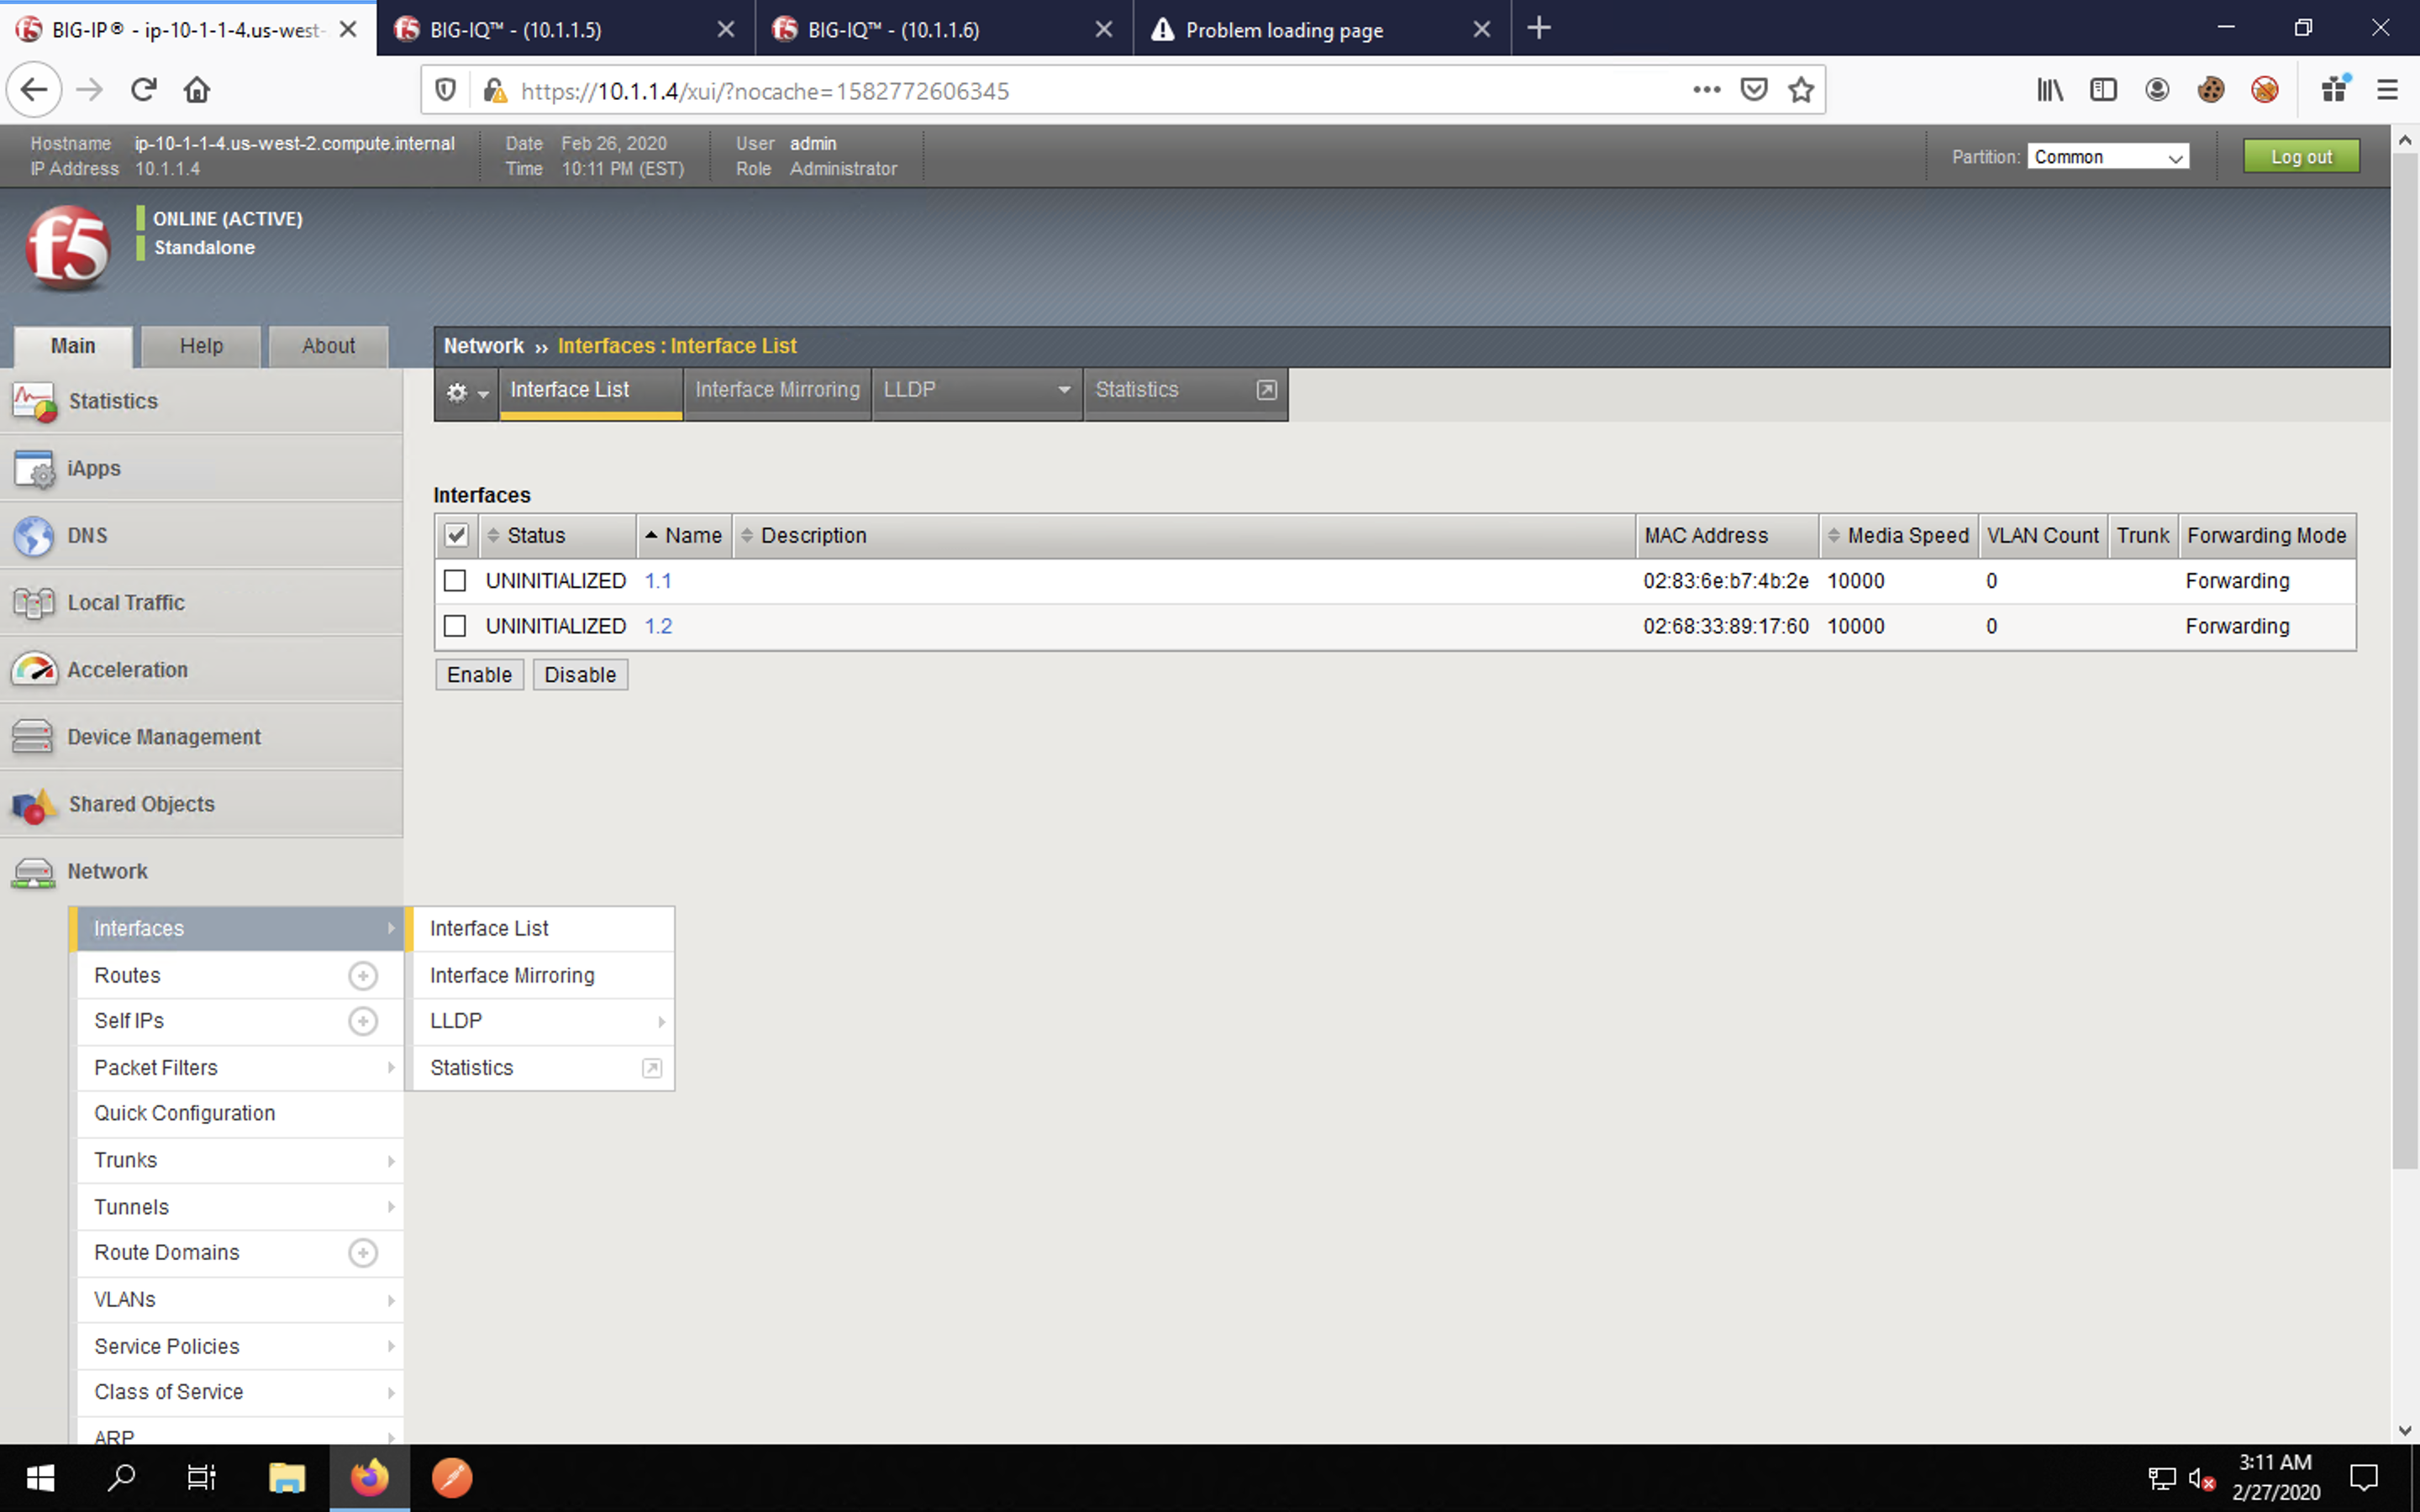 BIG-IP® - ip-10-1-1-4.us-west-
BIG-IQ™ - (10.1.1.5)
BIG-IQ™ - (10.1.1.6)
Problem loading page
https://10.1.1.4/xui/?nocache=1582772606345
Hostname ip-10-1-1-4.us-west-2.compute.internal
IP Address 10.1.1.4
Date Feb 26, 2020
Time 10:11 PM (EST)
User admin
Role Administrator
Partition: Common
Log out
f5
ONLINE (ACTIVE)
Standalone
Main Help About
Network ›› Interfaces : Interface List
Interface List Interface Mirroring LLDP Statistics
Statistics
iApps
DNS
Local Traffic
Acceleration
Device Management
Shared Objects
Network
Interfaces
Routes
Self IPs
Packet Filters
Quick Configuration
Trunks
Tunnels
Route Domains
VLANs
Service Policies
Class of Service
ARP
Interface List
Interface Mirroring
LLDP
Statistics
Interfaces
Status Name Description MAC Address Media Speed VLAN Count Trunk Forwarding Mode
UNINITIALIZED 1.1 02:83:6e:b7:4b:2e 10000 0 Forwarding
UNINITIALIZED 1.2 02:68:33:89:17:60 10000 0 Forwarding
Enable Disable
3:11 AM
2/27/2020